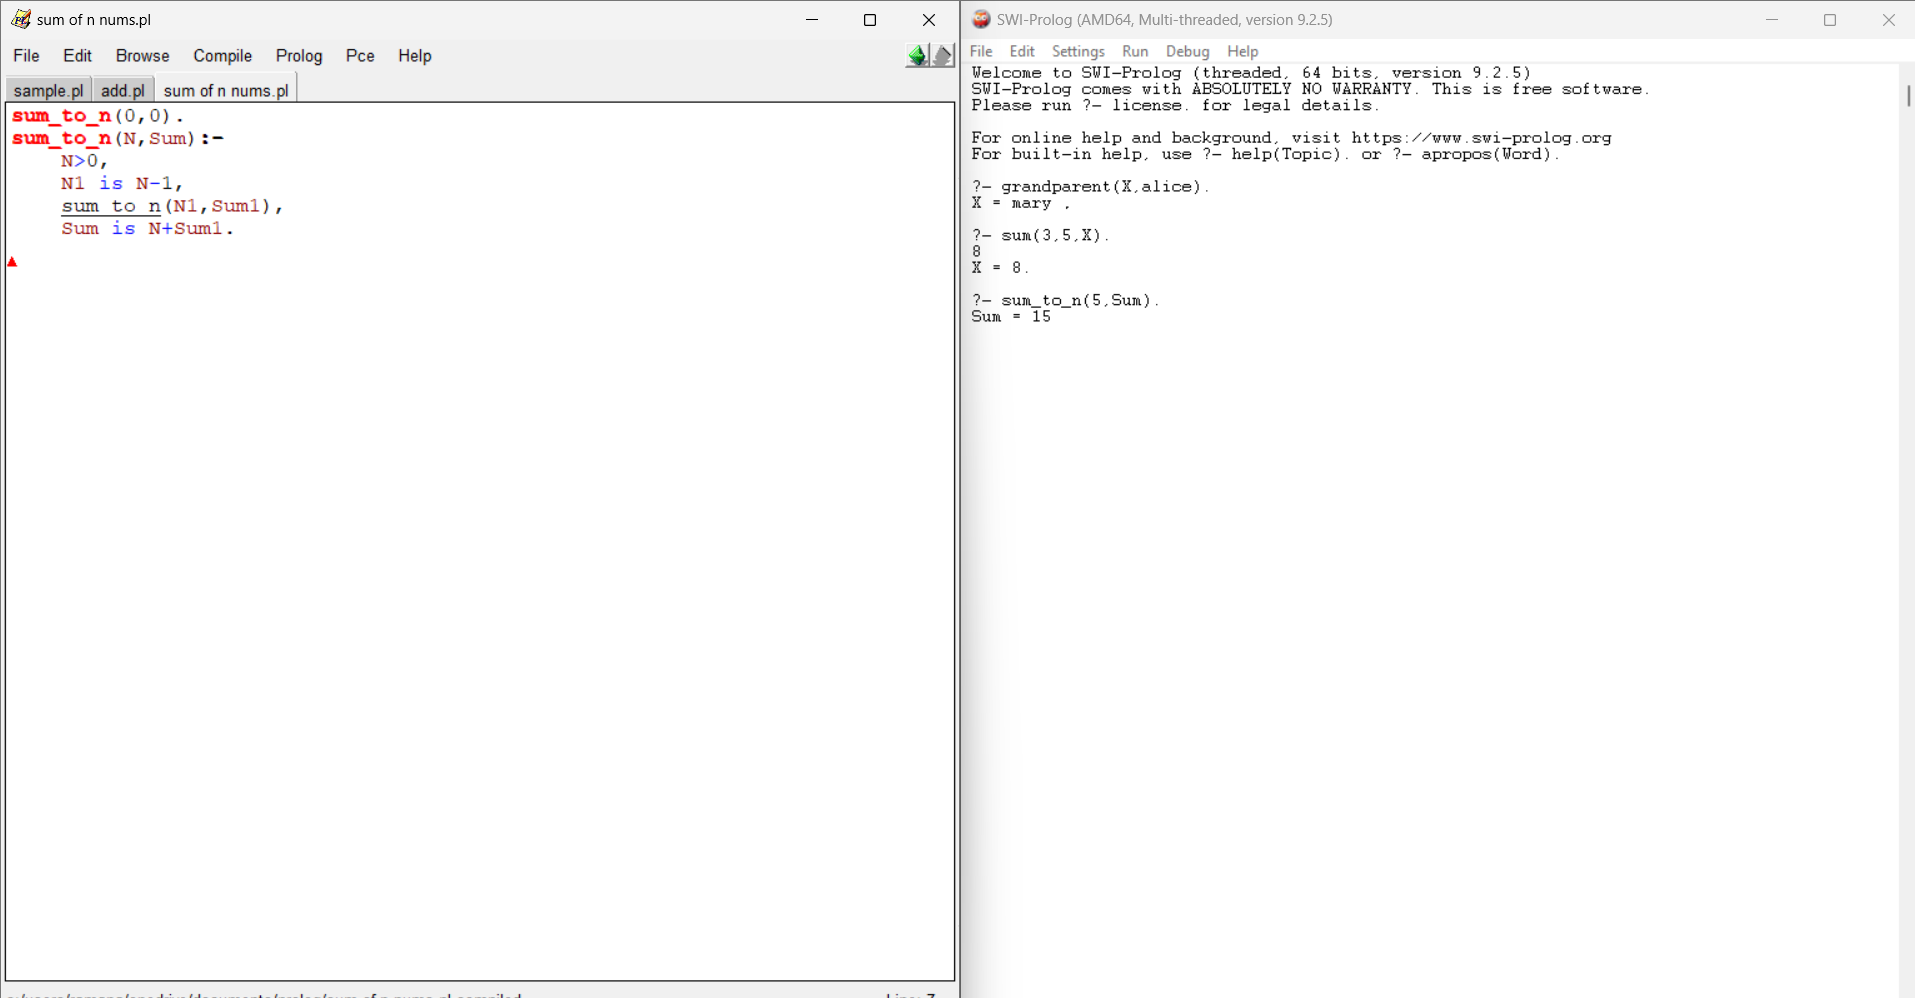 sum of n nums.pl
File Edit Browse Compile Prolog Pce Help
sample.pl add.pl sum of n nums.pl
sum_to_n(0,0).
sum_to_n(N,Sum):-
    N>0,
    N1 is N-1,
    sum_to_n(N1,Sum1),
    Sum is N+Sum1.
SWI-Prolog (AMD64, Multi-threaded, version 9.2.5)
File Edit Settings Run Debug Help
Welcome to SWI-Prolog (threaded, 64 bits, version 9.2.5)
SWI-Prolog comes with ABSOLUTELY NO WARRANTY. This is free software.
Please run ?- license. for legal details.
For online help and background, visit https://www.swi-prolog.org
For built-in help, use ?- help(Topic). or ?- apropos(Word).
?- grandparent(X,alice).
X = mary .
?- sum(3,5,X).
8
X = 8.
?- sum_to_n(5,Sum).
Sum = 15